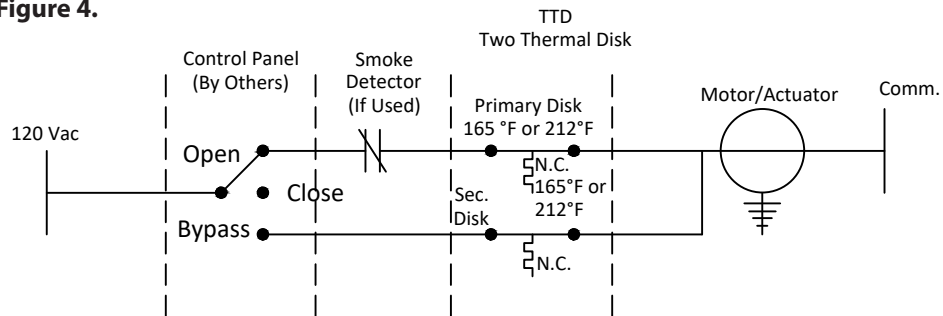 Figure 4.
TTD
Two Thermal Disk
Control Panel
(By Others)
Smoke
Detector
(If Used)
Primary Disk
165 °F or 212°F
Motor/Actuator
Comm.
120 Vac
Open
N.C.
Close
Sec.
Disk
165°F or
212°F
Bypass
N.C.